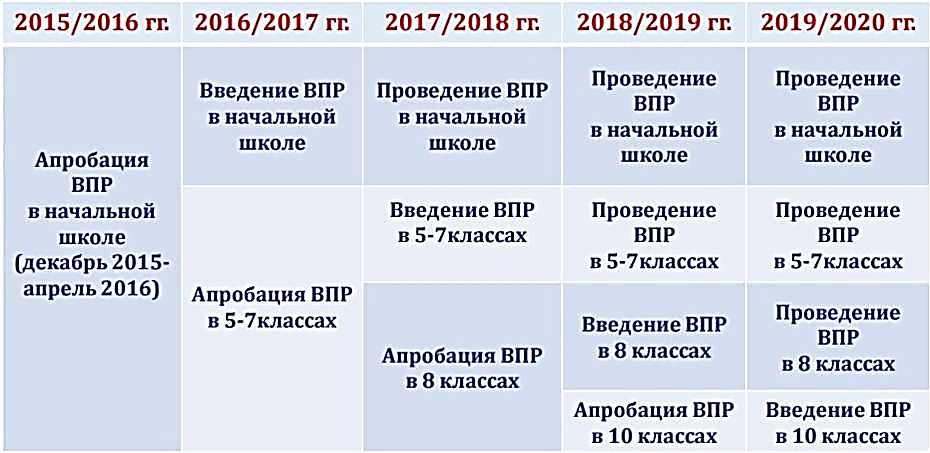 2015/2016 гг.
2016/2017 гг.
2017/2018 гг.
2018/2019 гг.
2019/2020 гг.
Апробация
ВПР
в начальной
школе
(декабрь 2015-
апрель 2016)
Введение ВПР
в начальной
школе
Апробация ВПР
в 5-7классах
Проведение ВПР
в начальной
школе
Введение ВПР
в 5-7классах
Апробация ВПР
в 8 классах
Проведение
ВПР
в начальной
школе
Проведение
ВПР
в 5-7классах
Введение ВПР
в 8 классах
Апробация ВПР
в 10 классах
Проведение
ВПР
в начальной
школе
Проведение
ВПР
в 5-7классах
Проведение
ВПР
в 8 классах
Введение ВПР
в 10 классах